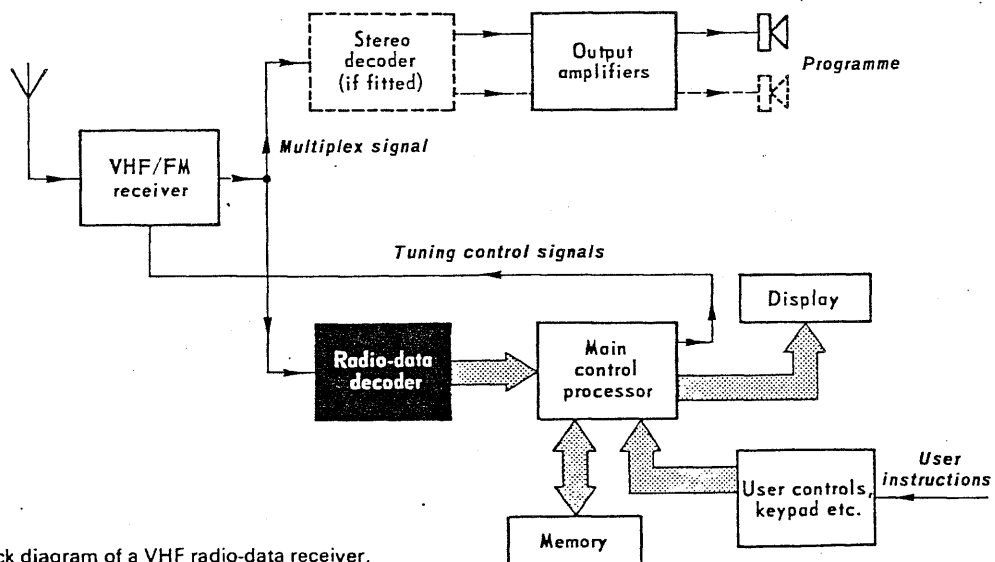 Stereo
decoder
(if fitted)
Output
amplifiers
Programme
Multiplex signal
VHF/FM
receiver
Tuning control signals
Display
Radio-data
decoder
Main
control
processor
User
instructions
User controls,
keypad etc.
Memory
ck diagram of a VHF radio-data receiver.